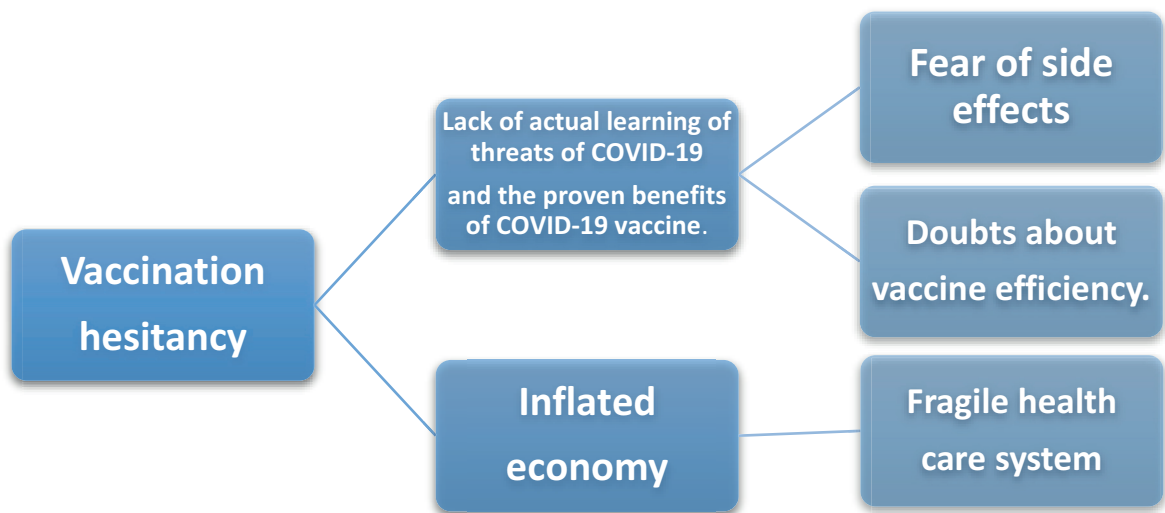 Vaccination
hesitancy
Lack of actual learning of
threats of COVID-19
and the proven benefits
of COVID-19 vaccine.
Fear of side
effects
Doubts about
vaccine efficiency.
Inflated
economy
Fragile health
care system